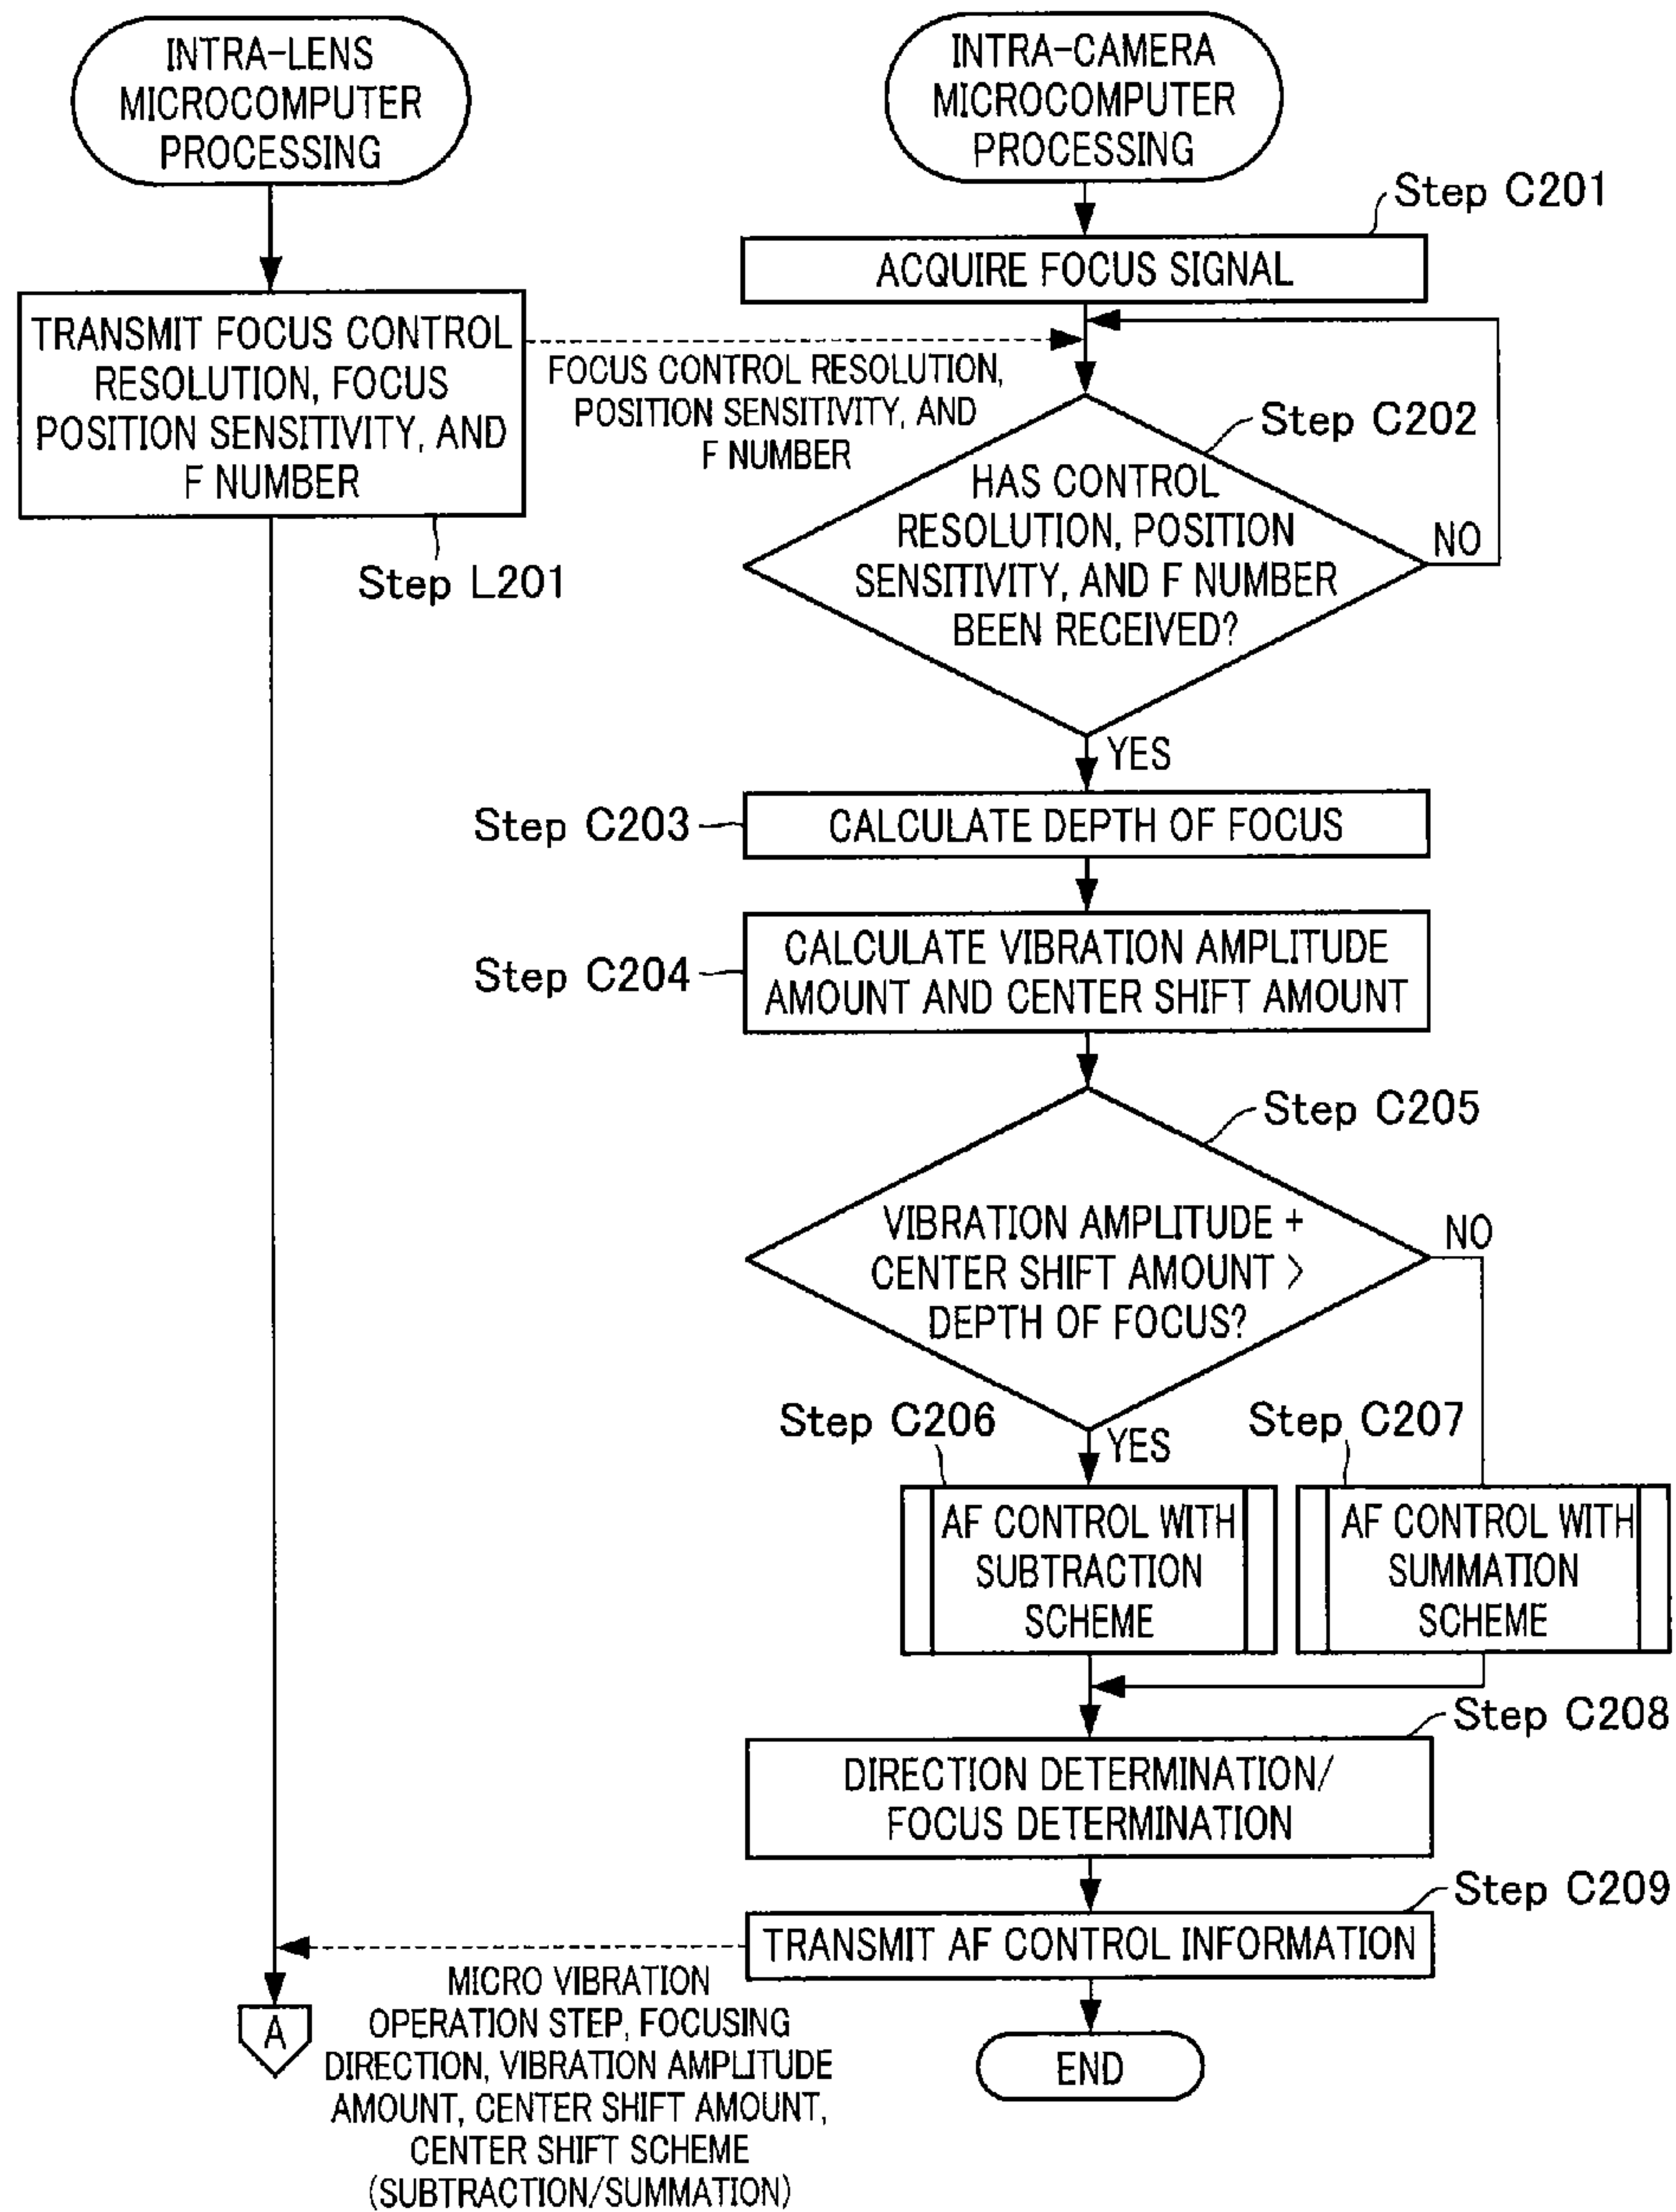 INTRA-LENS
MICROCOMPUTER
PROCESSING
INTRA-CAMERA
MICROCOMPUTER
PROCESSING
Step C201
ACQUIRE FOCUS SIGNAL
TRANSMIT FOCUS CONTROL
RESOLUTION, FOCUS
POSITION SENSITIVITY, AND
F NUMBER
Step L201
FOCUS CONTROL RESOLUTION,
POSITION SENSITIVITY, AND
F NUMBER
Step C202
HAS CONTROL
RESOLUTION, POSITION
SENSITIVITY, AND F NUMBER
BEEN RECEIVED?
NO
YES
Step C203
CALCULATE DEPTH OF FOCUS
Step C204
CALCULATE VIBRATION AMPLITUDE
AMOUNT AND CENTER SHIFT AMOUNT
Step C205
VIBRATION AMPLITUDE +
CENTER SHIFT AMOUNT >
DEPTH OF FOCUS?
NO
YES
Step C206
AF CONTROL WITH
SUBTRACTION
SCHEME
Step C207
AF CONTROL WITH
SUMMATION
SCHEME
Step C208
DIRECTION DETERMINATION/
FOCUS DETERMINATION
Step C209
TRANSMIT AF CONTROL INFORMATION
MICRO VIBRATION
OPERATION STEP, FOCUSING
DIRECTION, VIBRATION AMPLITUDE
AMOUNT, CENTER SHIFT AMOUNT,
CENTER SHIFT SCHEME
(SUBTRACTION/SUMMATION)
A
END